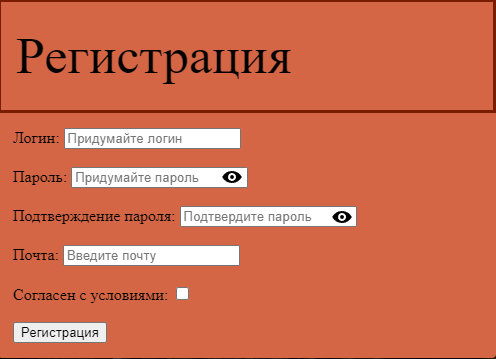 Регистрация
Логин: Придумайте логин
Пароль: Придумайте пароль
Подтверждение пароля: Подтвердите пароль
Почта: Введите почту
Согласен с условиями:
Регистрация